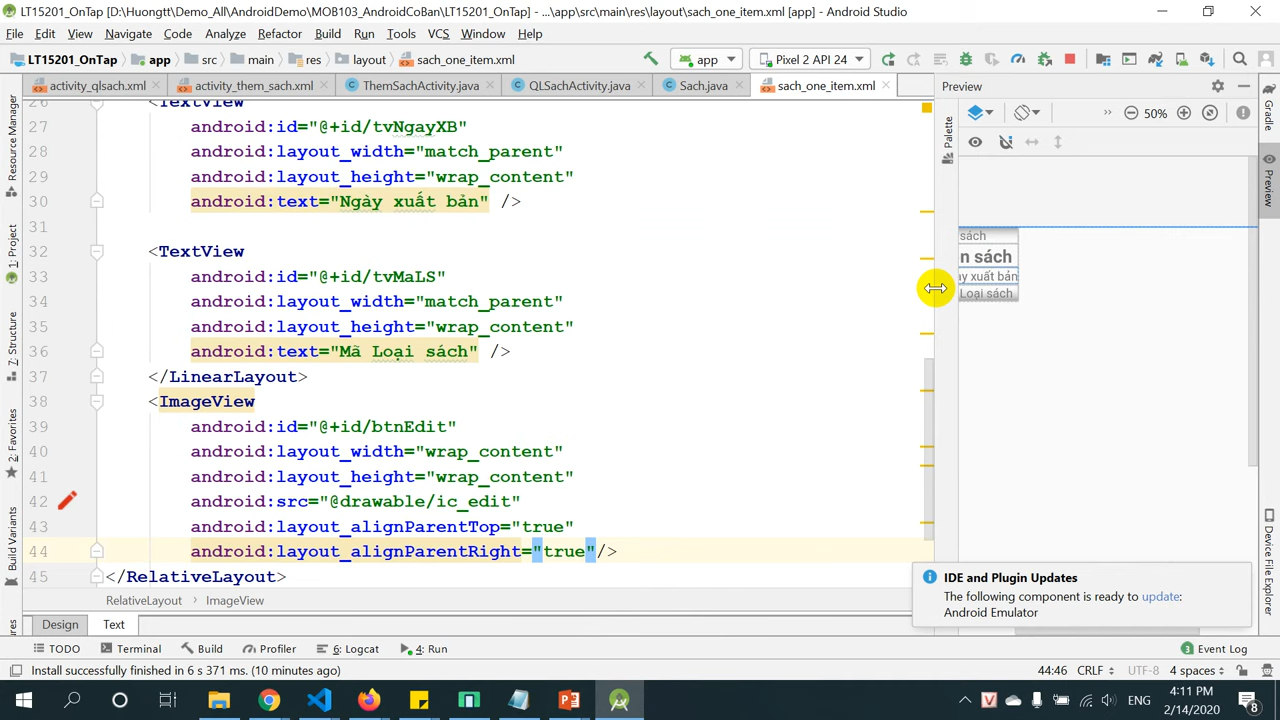 LT15201_OnTap [D:\Huongtt\Demo_All\AndroidDemo\MOB103_AndroidCoBan\LT15201_OnTap] - ...\app\src\main\res\layout\sach_one_item.xml [app] - Android Studio
File Edit View Navigate Code Analyze Refactor Build Run Tools VCS Window Help
LT15201_OnTap app src main res layout sach_one_item.xml app Pixel 2 API 24
activity_qlsach.xml activity_them_sach.xml ThemSachActivity.java QLSachActivity.java Sach.java sach_one_item.xml Preview
50%
26 <TextView
27 android:id="@+id/tvNgayXB"
28 android:layout_width="match_parent"
29 android:layout_height="wrap_content"
30 android:text="Ngày xuất bản" />
31
32 <TextView
33 android:id="@+id/tvMaLS"
34 android:layout_width="match_parent"
35 android:layout_height="wrap_content"
36 android:text="Mã Loại sách" />
37 </LinearLayout>
38 <ImageView
39 android:id="@+id/btnEdit"
40 android:layout_width="wrap_content"
41 android:layout_height="wrap_content"
42 android:src="@drawable/ic_edit"
43 android:layout_alignParentTop="true"
44 android:layout_alignParentRight="true"/>
45 </RelativeLayout>
RelativeLayout ImageView
Design Text
Resource Manager
1: Project
7: Structure
2: Favorites
Build Variants
Palette
sách
n sách
ay xuất bản
Loại sách
Gradle
Preview
Device File Explorer
IDE and Plugin Updates
The following component is ready to update:
Android Emulator
TODO Terminal Build Profiler 6: Logcat 4: Run 3 Event Log
Install successfully finished in 6 s 371 ms. (10 minutes ago) 44:46 CRLF UTF-8 4 spaces
ENG 4:11 PM
2/14/2020 8